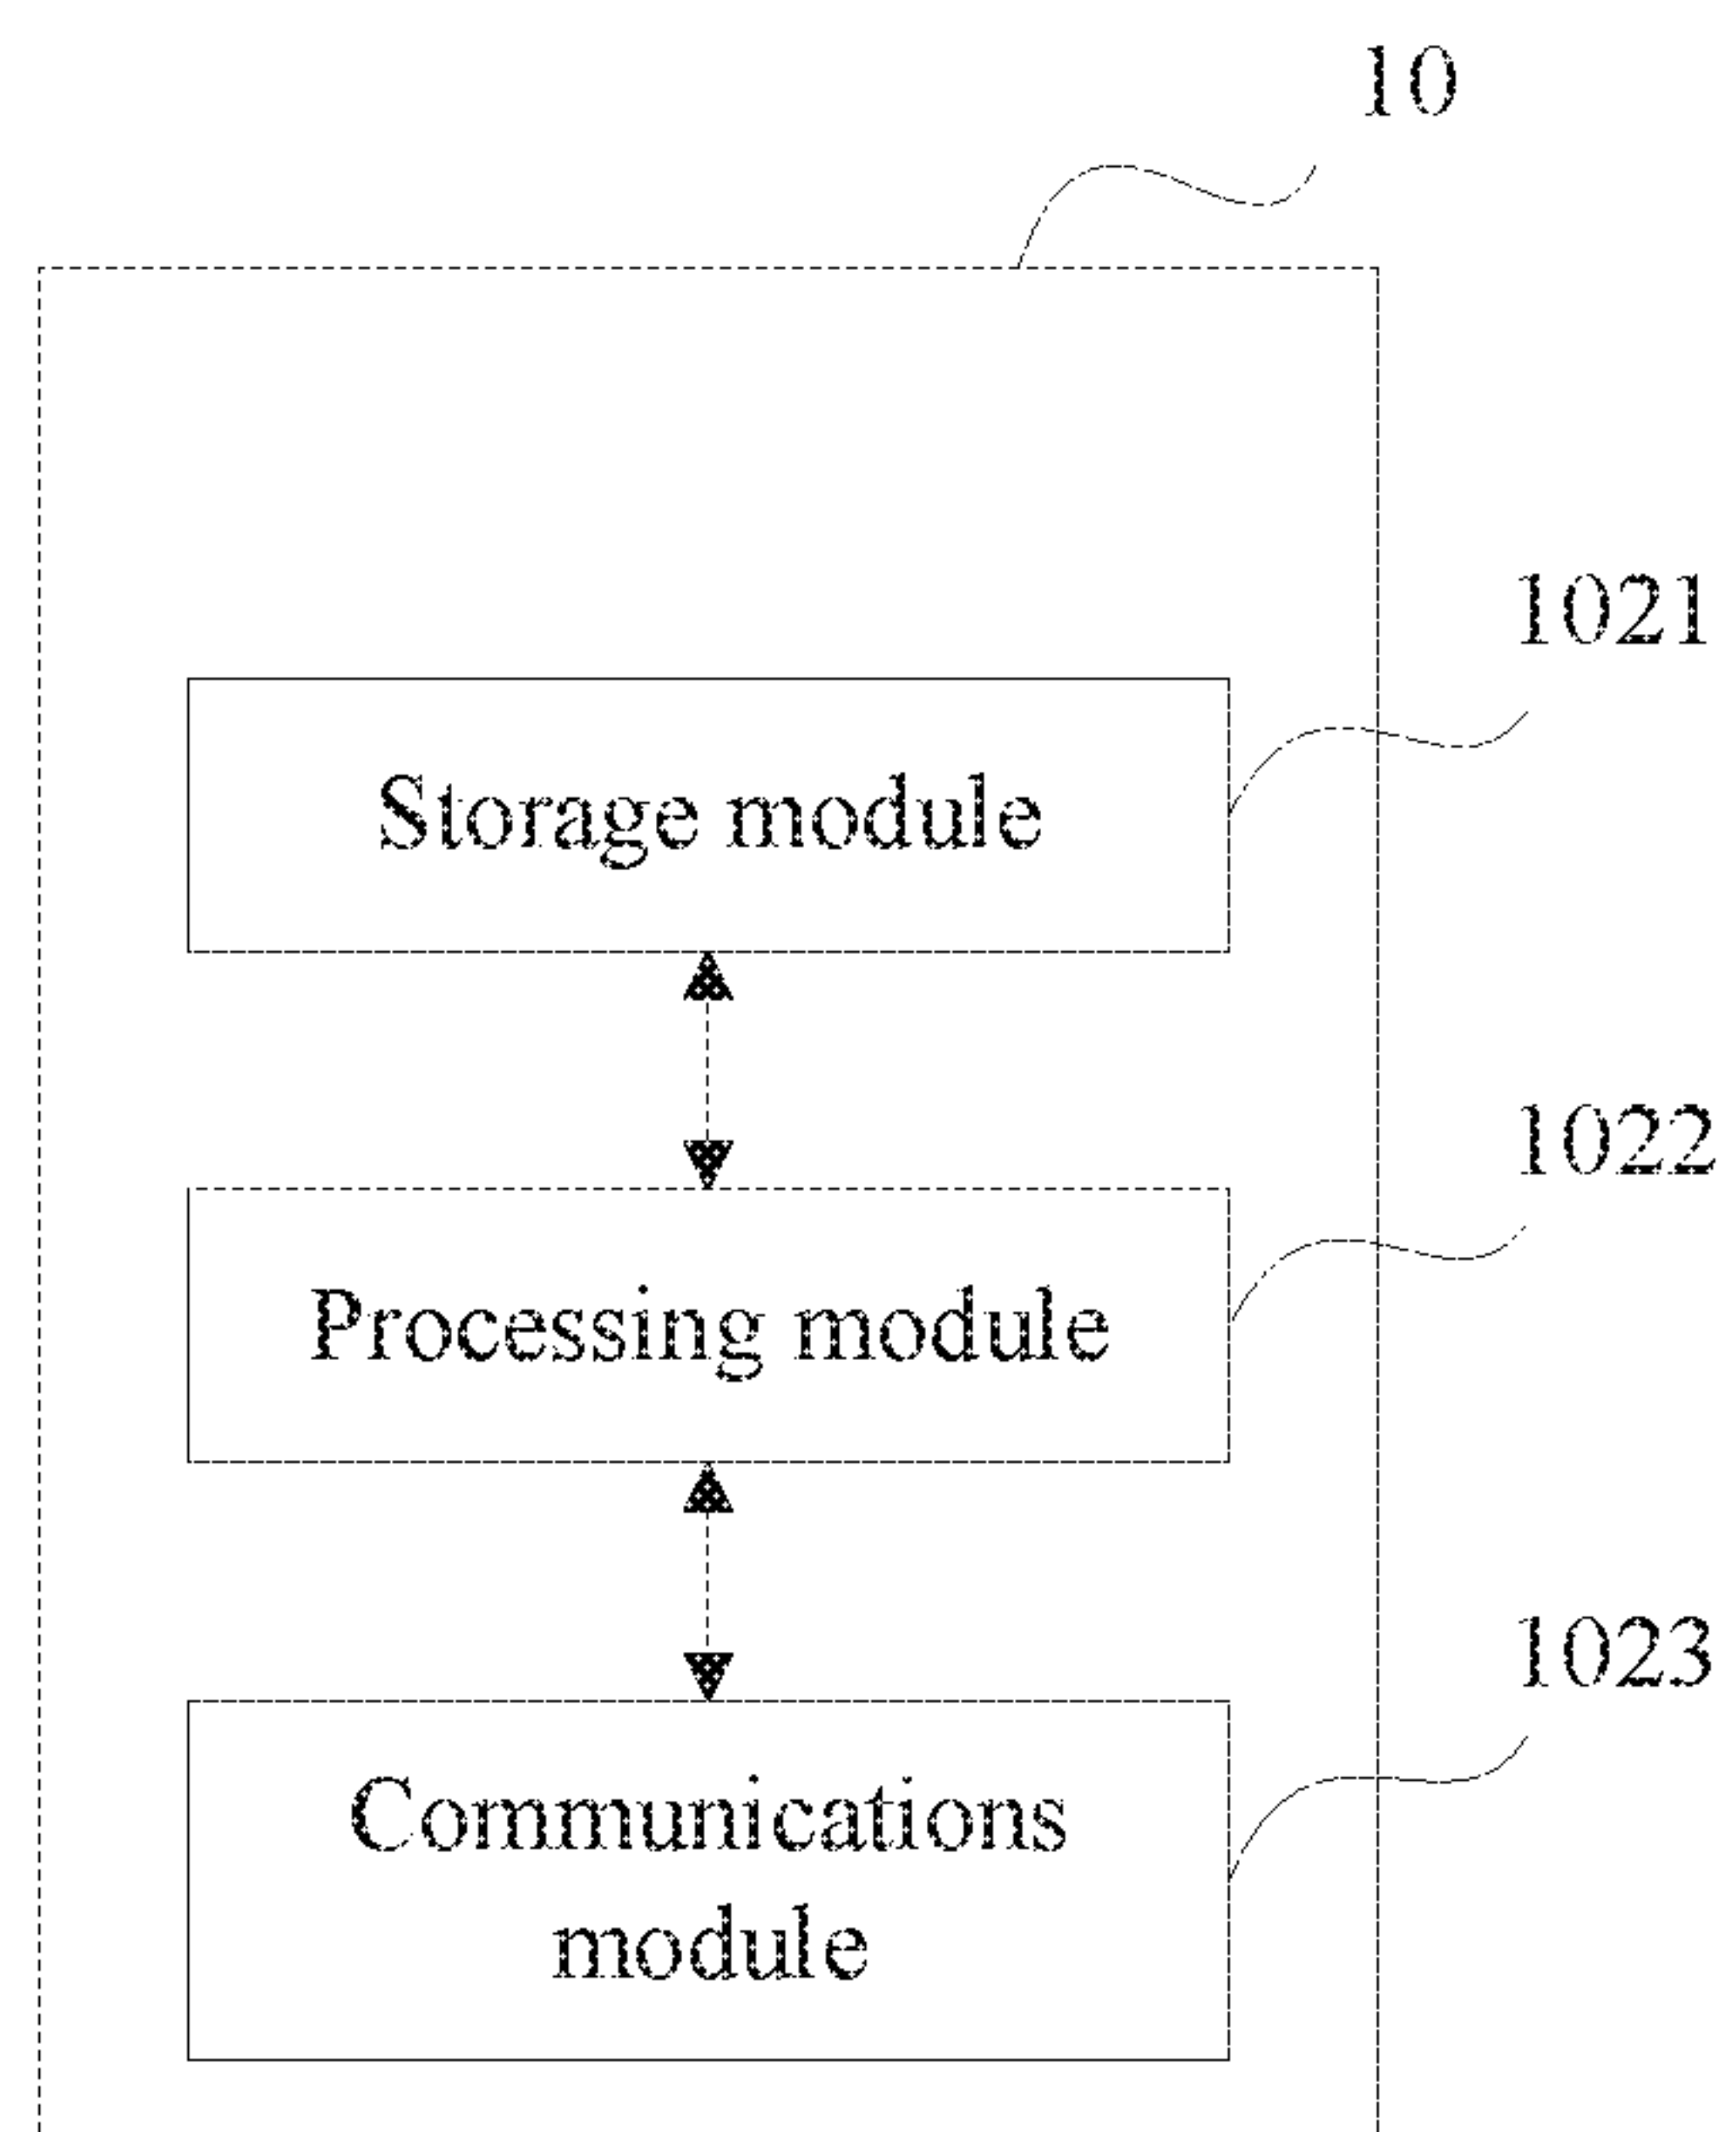 10
1021
Storage module
1022
Processing module
1023
Communications
module